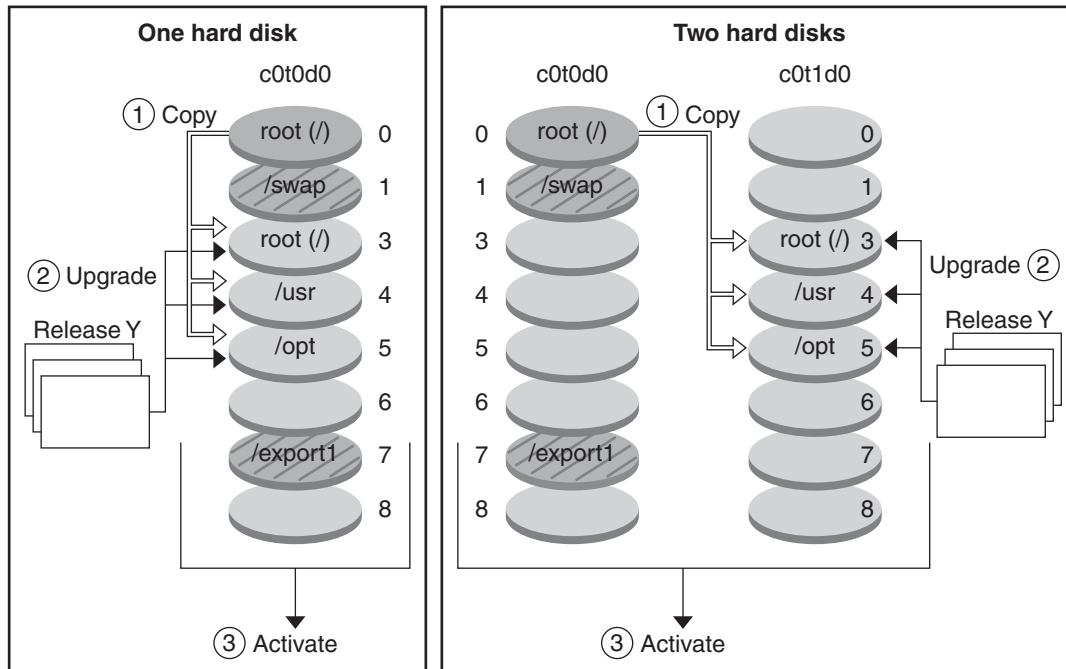 One hard disk
c0t0d0
1 Copy
root (/) 0
/swap 1
root (/) 3
2 Upgrade
/usr 4
Release Y
/opt 5
6
/export1 7
8
3 Activate
Two hard disks
c0t0d0 c0t1d0
1 Copy
0 root (/) 0
1 /swap 1
3 root (/) 3
Upgrade 2
4 /usr 4
Release Y
5 /opt 5
6 6
7 /export1 7
8 8
3 Activate